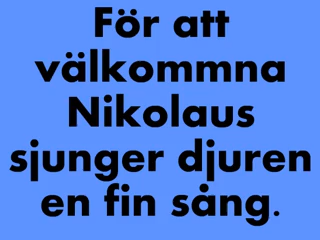 För att
välkommna
Nikolaus
sjunger djuren
en fin sång.